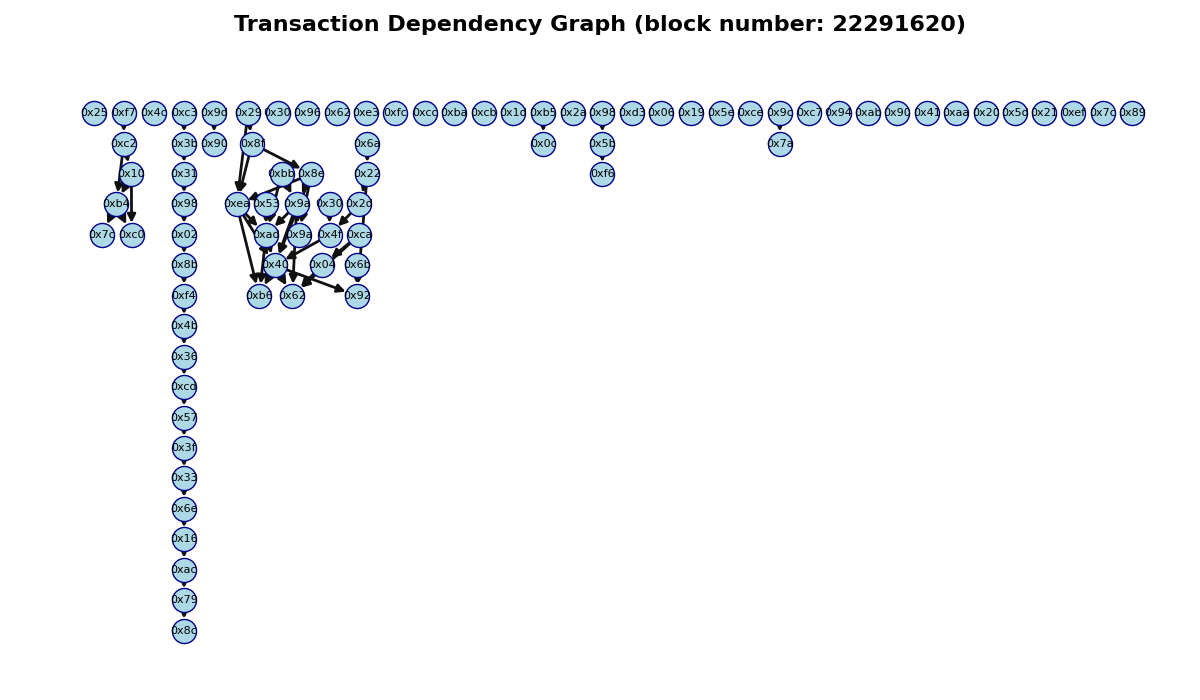 Transaction Dependency Graph (block number: 22291620)
0x25 0xf7 0x4c 0xc3 0x9d 0x29 0x30 0x96 0x62 0xe3 0xfc 0xcc 0xba 0xcb 0x1d 0xb5 0x2a 0x98 0xd3 0x06 0x19 0x5e 0xce 0x9c 0xc7 0x94 0xab 0x90 0x41 0xaa 0x20 0x5c 0x21 0xef 0x7c 0x89
0xc2 0x3b 0x90 0x8f 0x6a 0x0c 0x5b 0x7a
0x10 0x31 0xbb 0x8e 0x22 0xf6
0xb4 0x98 0xea 0x53 0x9a 0x30 0x2d
0x7c 0xc0 0x02 0xad 0x9a 0x4f 0xca
0x8b 0x40 0x04 0x6b
0xf4 0xb6 0x62 0x92
0x4b
0x36
0xcd
0x57
0x3f
0x33
0x6e
0x16
0xac
0x79
0x8c